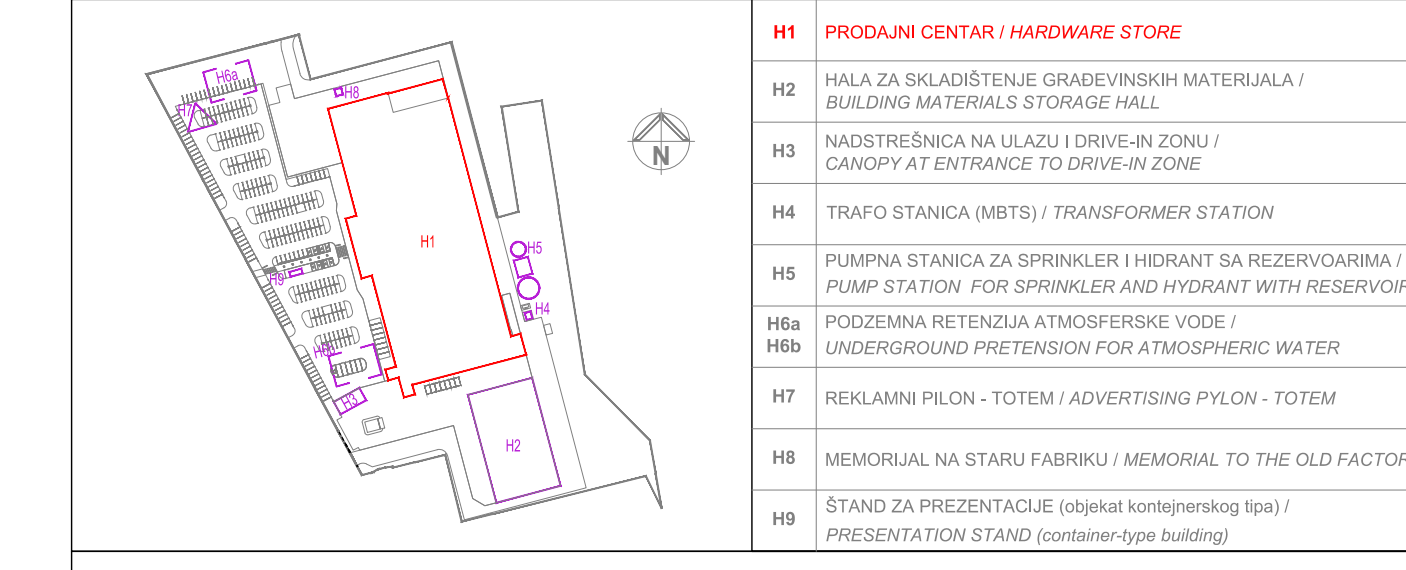 H6a
H7
H8
N
H1
H5
H9
H4
H6b
H3
H2
H1 PRODAJNI CENTAR / HARDWARE STORE
H2 HALA ZA SKLADIŠTENJE GRAĐEVINSKIH MATERIJALA /
BUILDING MATERIALS STORAGE HALL
H3 NADSTREŠNICA NA ULAZU I DRIVE-IN ZONU /
CANOPY AT ENTRANCE TO DRIVE-IN ZONE
H4 TRAFO STANICA (MBTS) / TRANSFORMER STATION
H5 PUMPNA STANICA ZA SPRINKLER I HIDRANT SA REZERVOARIMA /
PUMP STATION FOR SPRINKLER AND HYDRANT WITH RESERVOIR
H6a PODZEMNA RETENZIJA ATMOSFERSKE VODE /
H6b UNDERGROUND PRETENSION FOR ATMOSPHERIC WATER
H7 REKLAMNI PILON - TOTEM / ADVERTISING PYLON - TOTEM
H8 MEMORIJAL NA STARU FABRIKU / MEMORIAL TO THE OLD FACTOR
H9 ŠTAND ZA PREZENTACIJE (objekat kontejnerskog tipa) /
PRESENTATION STAND (container-type building)